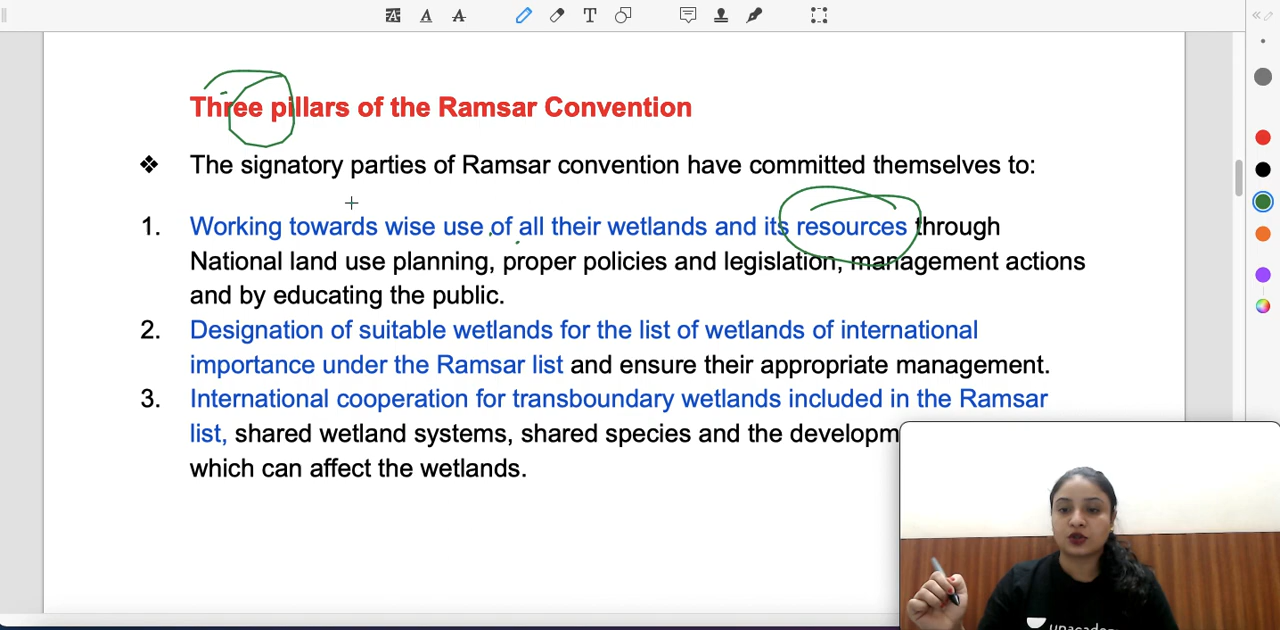 Three pillars of the Ramsar Convention
❖ The signatory parties of Ramsar convention have committed themselves to:
1. Working towards wise use of all their wetlands and its resources through
National land use planning, proper policies and legislation, management actions
and by educating the public.
2. Designation of suitable wetlands for the list of wetlands of international
importance under the Ramsar list and ensure their appropriate management.
3. International cooperation for transboundary wetlands included in the Ramsar
list, shared wetland systems, shared species and the
which can affect the wetlands.